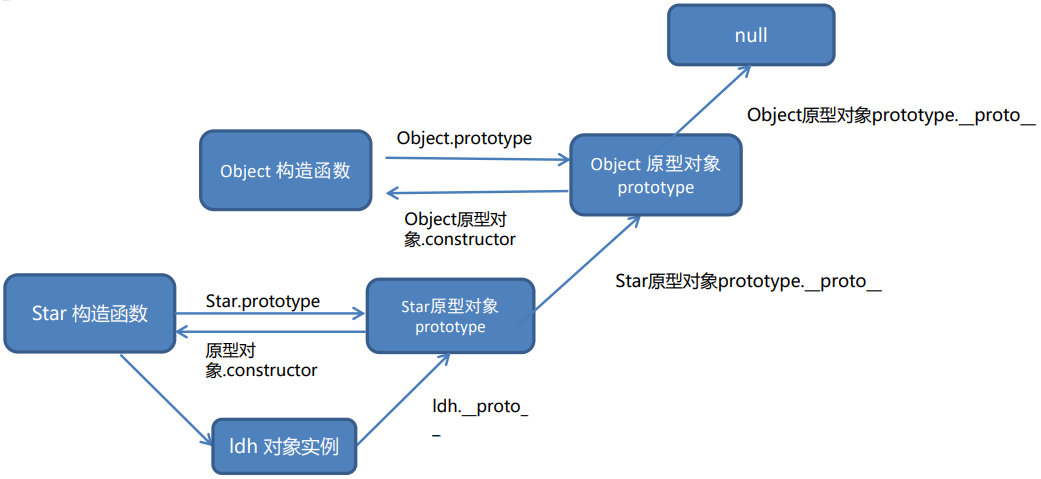 null
Object原型对象prototype.__proto__
Object.prototype
Object 构造函数
Object 原型对象
prototype
Object原型对
象.constructor
Star原型对象prototype.__proto__
Star 构造函数
Star.prototype
Star原型对象
prototype
原型对
象.constructor
ldh.__proto_
_
ldh 对象实例